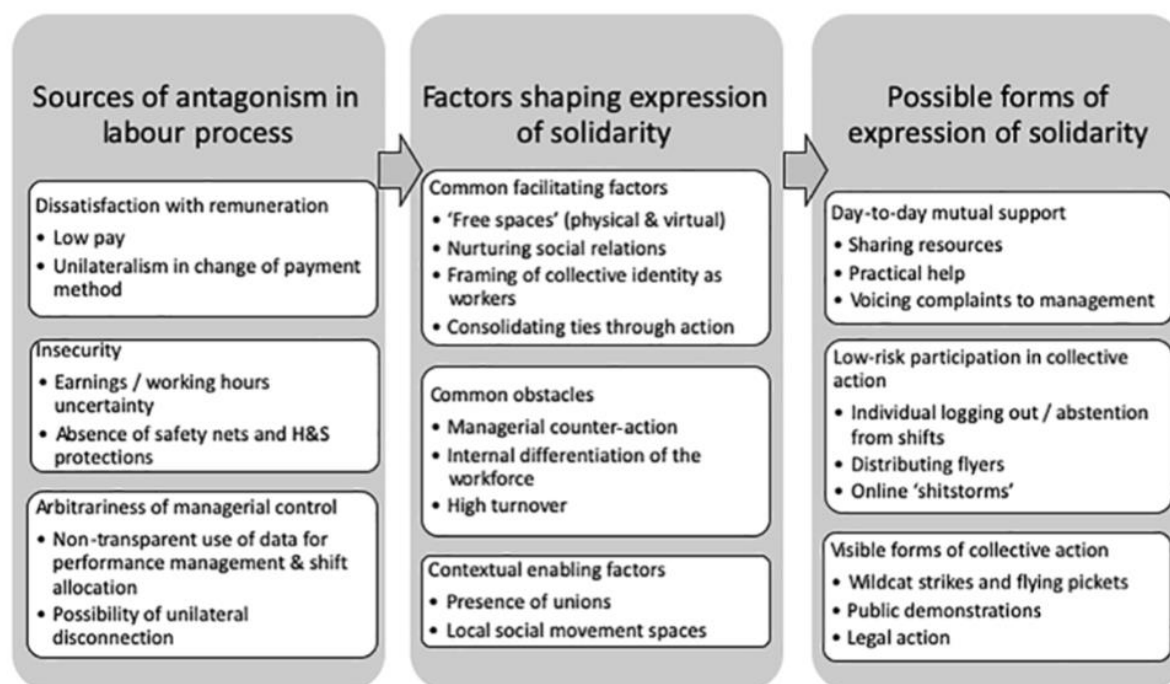 Sources of antagonism in
labour process
Dissatisfaction with remuneration
• Low pay
• Unilateralism in change of payment
method
Insecurity
• Earnings / working hours
uncertainty
• Absence of safety nets and H&S
protections
Arbitrariness of managerial control
• Non-transparent use of data for
performance management & shift
allocation
• Possibility of unilateral
disconnection
Factors shaping expression
of solidarity
Common facilitating factors
• ‘Free spaces’ (physical & virtual)
• Nurturing social relations
• Framing of collective identity as
workers
• Consolidating ties through action
Common obstacles
• Managerial counter-action
• Internal differentiation of the
workforce
• High turnover
Contextual enabling factors
• Presence of unions
• Local social movement spaces
Possible forms of
expression of solidarity
Day-to-day mutual support
• Sharing resources
• Practical help
• Voicing complaints to management
Low-risk participation in collective
action
• Individual logging out / abstention
from shifts
• Distributing flyers
• Online ‘shitstorms’
Visible forms of collective action
• Wildcat strikes and flying pickets
• Public demonstrations
• Legal action